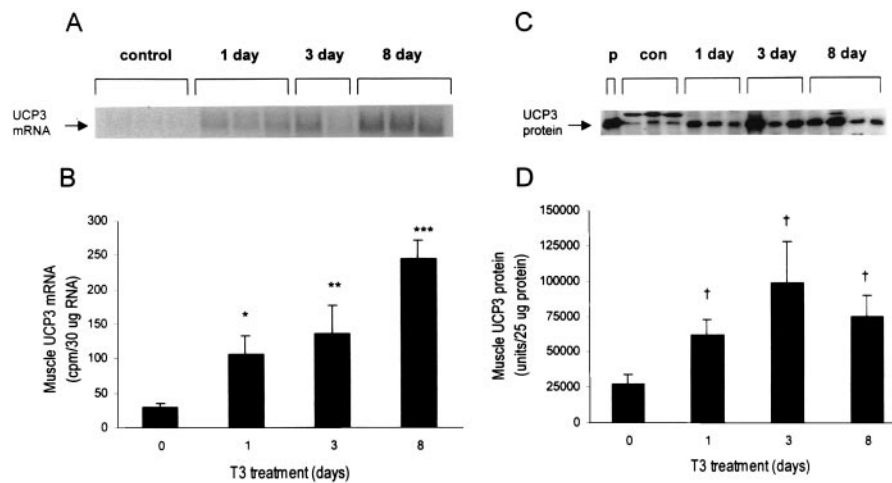 A
control 1 day 3 day 8 day
UCP3
mRNA
B
Muscle UCP3 mRNA
(cpm/30 ug RNA)
300
250
200
150
100
50
0
0 1 3 8
* ** ***
T3 treatment (days)
C
p con 1 day 3 day 8 day
UCP3
protein
D
Muscle UCP3 protein
(units/25 ug protein)
150000
125000
100000
75000
50000
25000
0
0 1 3 8
† † †
T3 treatment (days)